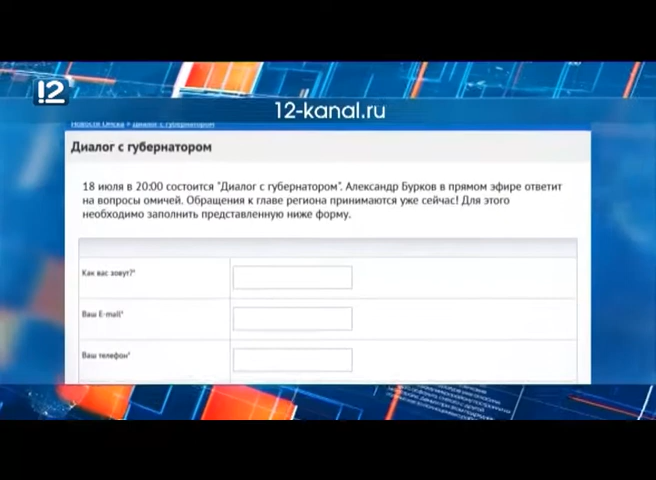 12
12-kanal.ru
Новости Омска > Диалог с губернатором
Диалог с губернатором
18 июля в 20:00 состоится "Диалог с губернатором". Александр Бурков в прямом эфире ответит
на вопросы омичей. Обращения к главе региона принимаются уже сейчас! Для этого
необходимо заполнить представленную ниже форму.
Как вас зовут?*
Ваш E-mail*
Ваш телефон*